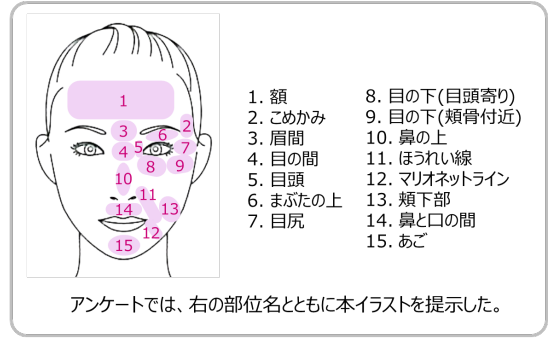 1
2
3
6
5
7
4
8
9
10
11
14
13
12
15
1. 額
2. こめかみ
3. 眉間
4. 目の間
5. 目頭
6. まぶたの上
7. 目尻
8. 目の下(目頭寄り)
9. 目の下(頬骨付近)
10. 鼻の上
11. ほうれい線
12. マリオネットライン
13. 頬下部
14. 鼻と口の間
15. あご
アンケートでは、右の部位名とともに本イラストを提示した。